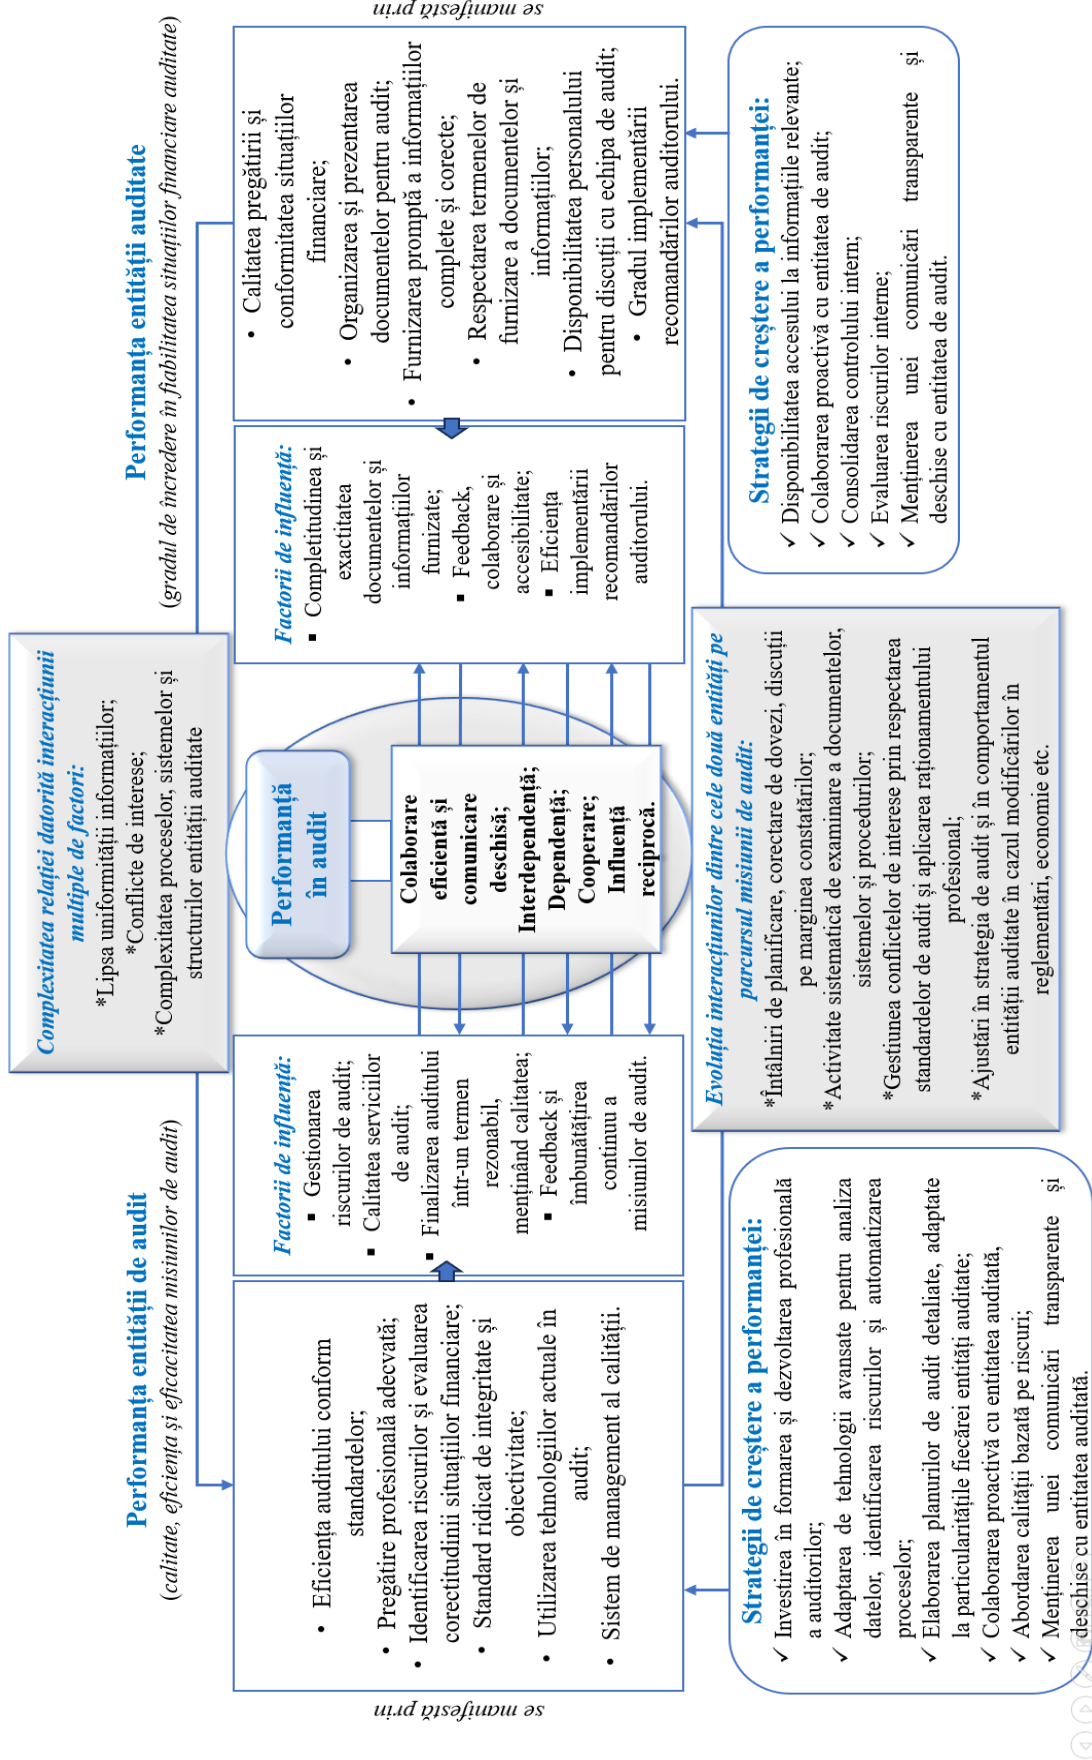 Performanța entității de audit
(calitate, eficiența și eficacitatea misiunilor de audit)
Complexitatea relației datorită interacțiunii
multiple de factori:
*Lipsa uniformității informațiilor;
*Conflicte de interese;
*Complexitatea proceselor, sistemelor și
structurilor entității auditate
Performanța entității auditate
(gradul de încredere în fiabilitatea situațiilor financiare auditate)
se manifestă prin
• Eficiența auditului conform
standardelor;
• Pregătire profesională adecvată;
• Identificarea riscurilor și evaluarea
corectitudinii situațiilor financiare;
• Standard ridicat de integritate și
obiectivitate;
• Utilizarea tehnologiilor actuale în
audit;
• Sistem de management al calității.
Factorii de influență:
▪ Gestionarea
riscurilor de audit;
▪ Calitatea serviciilor
de audit;
▪ Finalizarea auditului
într-un termen
rezonabil,
menținând calitatea;
▪ Feedback și
îmbunătățirea
continuu a
misiunilor de audit.
Performanță
în audit
Colaborare
eficientă și
comunicare
deschisă;
Interdependență;
Dependență;
Cooperare;
Influență
reciprocă.
Factorii de influență:
▪ Completitudinea și
exactitatea
documentelor și
informațiilor
furnizate;
▪ Feedback,
colaborare și
accesibilitate;
▪ Eficiența
implementării
recomandărilor
auditorului.
• Calitatea pregătirii și
conformitatea situațiilor
financiare;
• Organizarea și prezentarea
documentelor pentru audit;
• Furnizarea promptă a informațiilor
complete și corecte;
• Respectarea termenelor de
furnizare a documentelor și
informațiilor;
• Disponibilitatea personalului
pentru discuții cu echipa de audit;
• Gradul implementării
recomandărilor auditorului.
se manifestă prin
Strategii de creștere a performanței:
✓ Investirea în formarea și dezvoltarea profesională
a auditorilor;
✓ Adaptarea de tehnologii avansate pentru analiza
datelor, identificarea riscurilor și automatizarea
proceselor;
✓ Elaborarea planurilor de audit detaliate, adaptate
la particularitățile fiecărei entități auditate;
✓ Colaborarea proactivă cu entitatea auditată,
✓ Abordarea calității bazată pe riscuri;
✓ Menținerea unei comunicări transparente și
deschise cu entitatea auditată.
Evoluția interacțiunilor dintre cele două entități pe
parcursul misiunii de audit:
*Întâlniri de planificare, corectare de dovezi, discuții
pe marginea constatărilor;
*Activitate sistematică de examinare a documentelor,
sistemelor și procedurilor;
*Gestiunea conflictelor de interese prin respectarea
standardelor de audit și aplicarea raționamentului
profesional;
*Ajustări în strategia de audit și în comportamentul
entității auditate în cazul modificărilor în
reglementări, economie etc.
Strategii de creștere a performanței:
✓ Disponibilitatea accesului la informațiile relevante;
✓ Colaborarea proactivă cu entitatea de audit;
✓ Consolidarea controlului intern;
✓ Evaluarea riscurilor interne;
✓ Menținerea unei comunicări transparente și
deschise cu entitatea de audit.